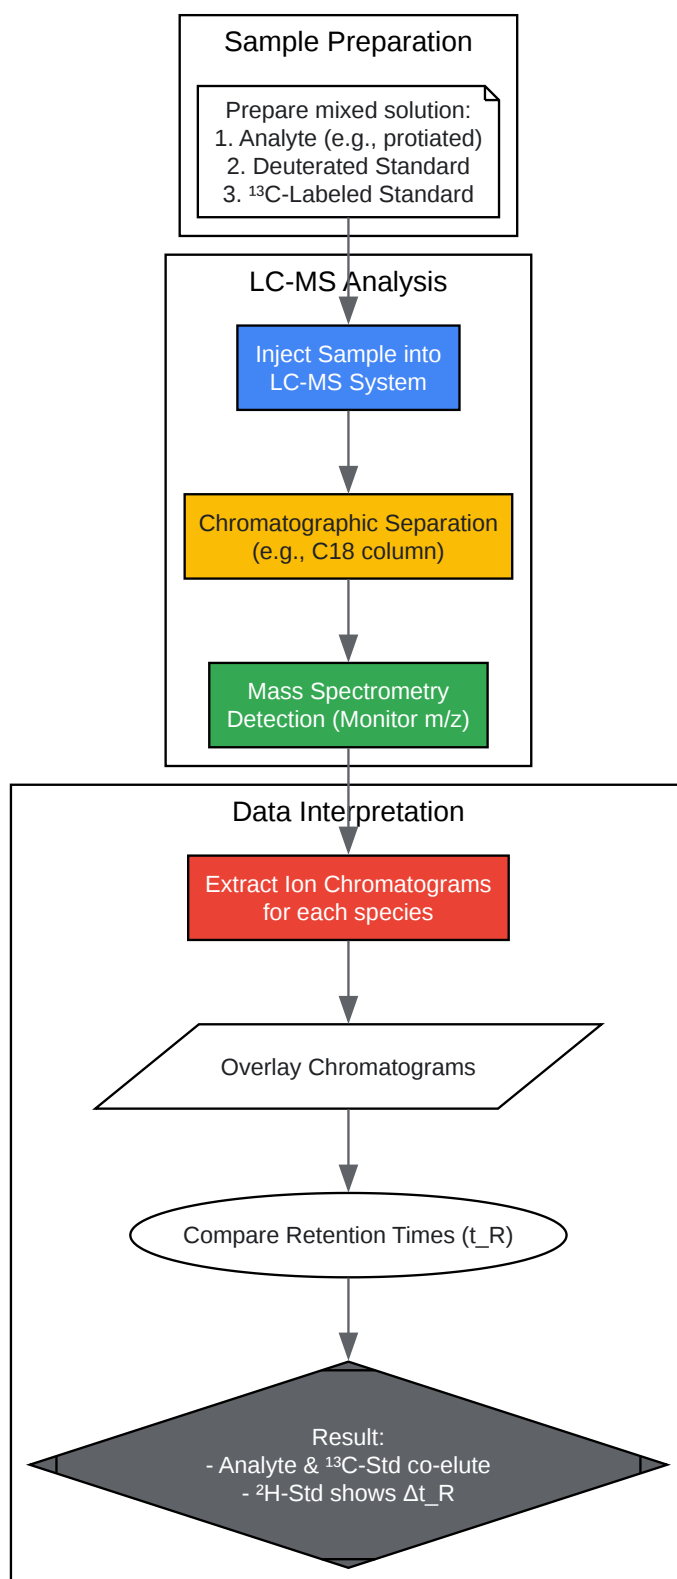 Sample Preparation
Prepare mixed solution:
1. Analyte (e.g., protiated)
2. Deuterated Standard
3. ¹³C-Labeled Standard
LC-MS Analysis
Inject Sample into
LC-MS System
Chromatographic Separation
(e.g., C18 column)
Mass Spectrometry
Detection (Monitor m/z)
Data Interpretation
Extract Ion Chromatograms
for each species
Overlay Chromatograms
Compare Retention Times (t_R)
Result:
- Analyte & ¹³C-Std co-elute
- ²H-Std shows Δt_R